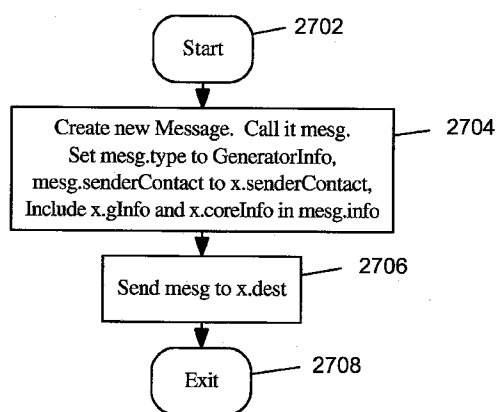 Start
2702
Create new Message. Call it mesg.
Set mesg.type to GeneratorInfo,
mesg.senderContact to x.senderContact,
Include x.gInfo and x.coreInfo in mesg.info
2704
Send mesg to x.dest
2706
Exit
2708